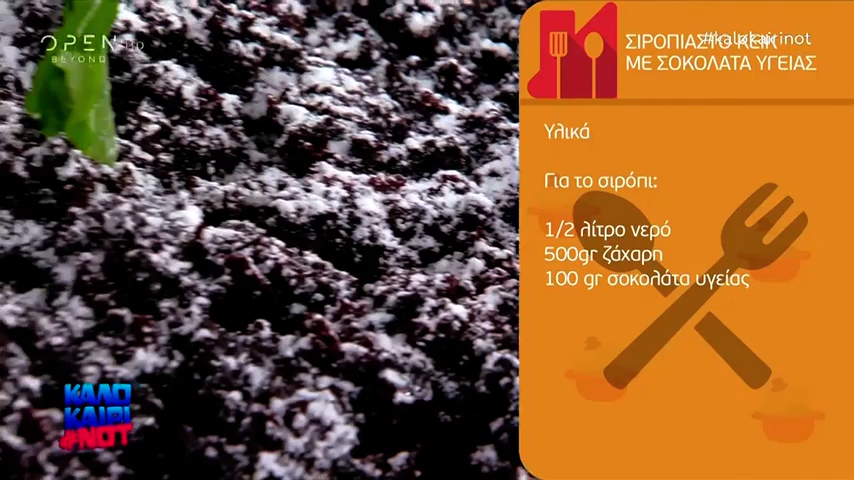 OPEN HD
BEYOND
#kalokairinot
ΣΙΡΟΠΙΑΣΤΟ ΚΕΙΚ
ΜΕ ΣΟΚΟΛΑΤΑ ΥΓΕΙΑΣ
Υλικά
Για το σιρόπι:
1/2 λίτρο νερό
500gr ζάχαρη
100 gr σοκολάτα υγείας
ΚΑΛΟ
ΚΑΙΡΙ
#NOT